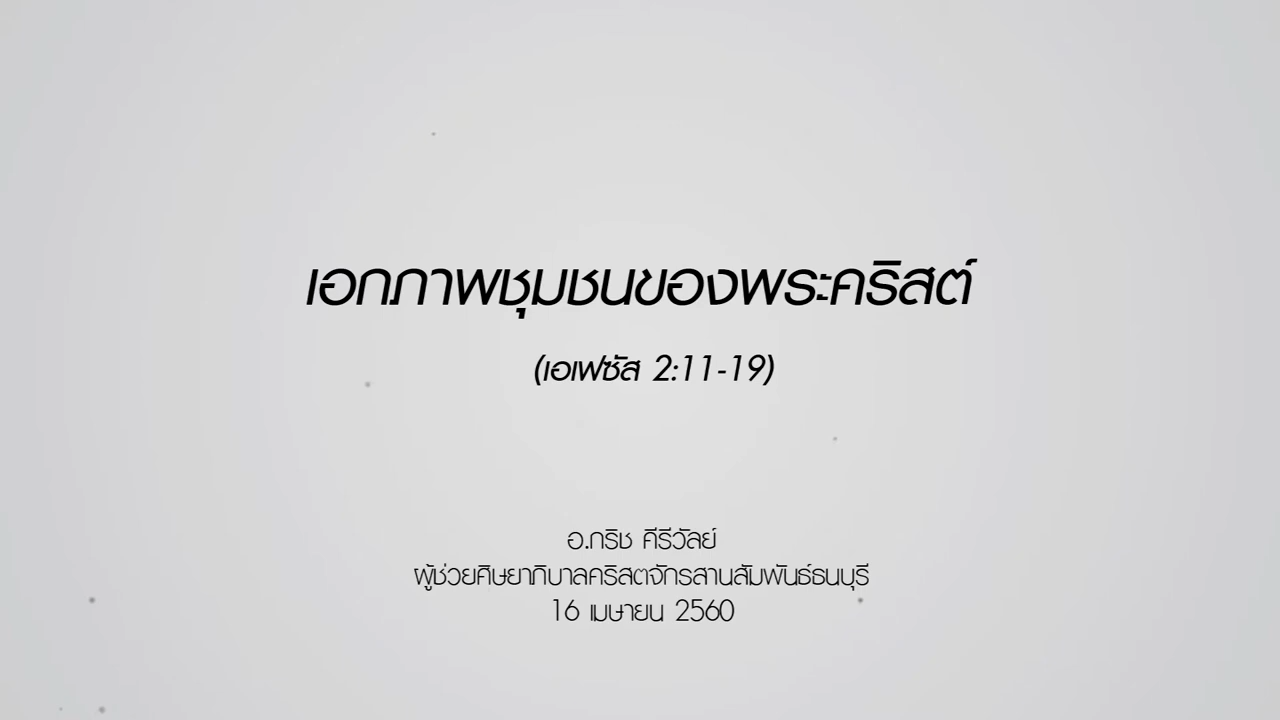 เอกภาพชุมชนของพระคริสต์
(เอเฟซัส 2:11-19)
อ.กริช คีรีวัลย์
ผู้ช่วยศิษยาภิบาลคริสตจักรสานสัมพันธ์ธนบุรี
16 เมษายน 2560